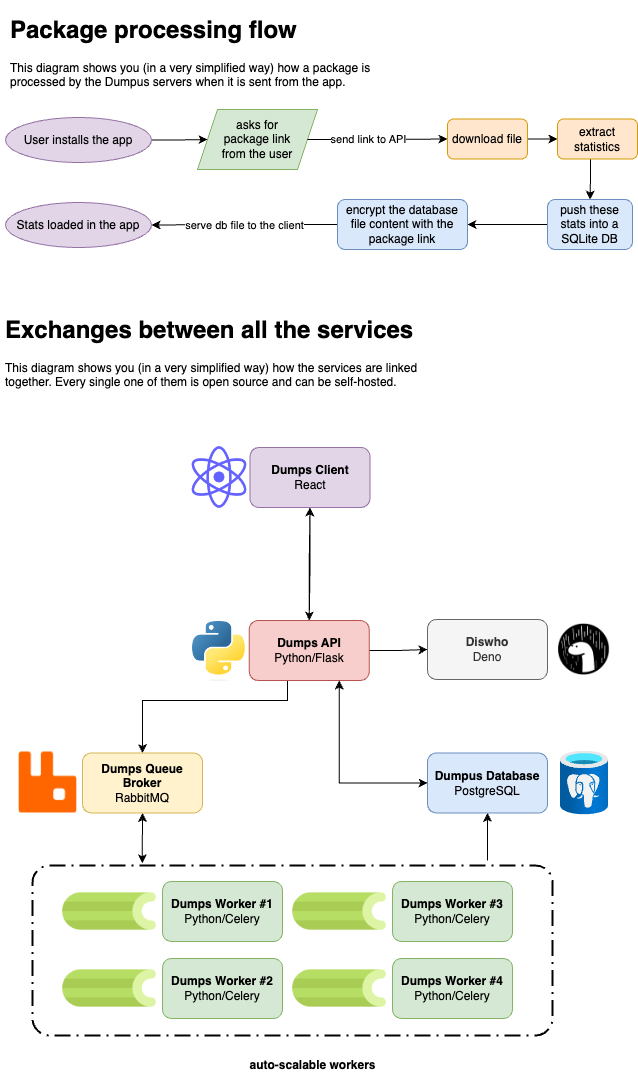 Package processing flow
This diagram shows you (in a very simplified way) how a package is
processed by the Dumpus servers when it is sent from the app.
User installs the app
asks for
package link
from the user
send link to API
download file
extract
statistics
Stats loaded in the app
serve db file to the client
encrypt the database
file content with the
package link
push these
stats into a
SQLite DB
Exchanges between all the services
This diagram shows you (in a very simplified way) how the services are linked
together. Every single one of them is open source and can be self-hosted.
Dumps Client
React
Dumps API
Python/Flask
Diswho
Deno
Dumps Queue
Broker
RabbitMQ
Dumpus Database
PostgreSQL
Dumps Worker #1
Python/Celery
Dumps Worker #3
Python/Celery
Dumps Worker #2
Python/Celery
Dumps Worker #4
Python/Celery
auto-scalable workers